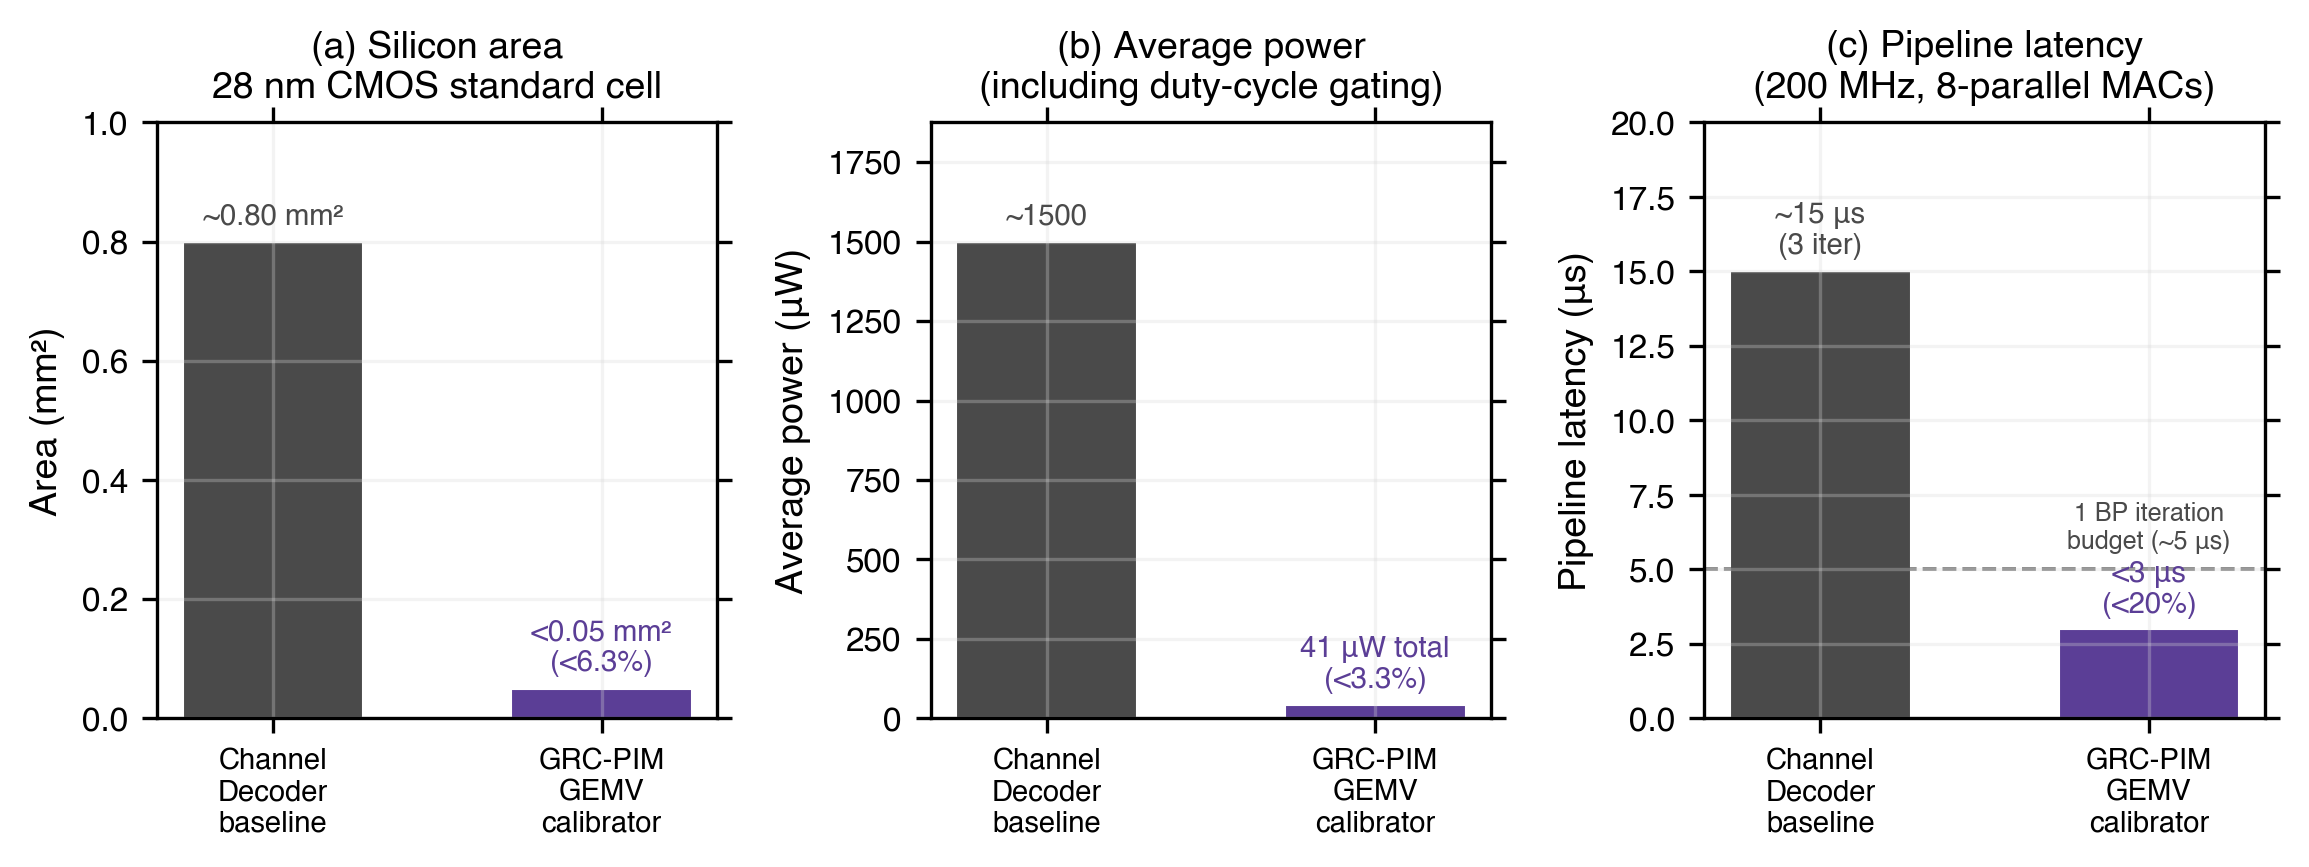 (a) Silicon area
28 nm CMOS standard cell
Area (mm²)
1.0
0.8
0.6
0.4
0.2
0.0
~0.80 mm²
<0.05 mm²
(<6.3%)
Channel
Decoder
baseline
GRC-PIM
GEMV
calibrator
(b) Average power
(including duty-cycle gating)
Average power (µW)
1750
1500
1250
1000
750
500
250
0
~1500
41 µW total
(<3.3%)
Channel
Decoder
baseline
GRC-PIM
GEMV
calibrator
(c) Pipeline latency
(200 MHz, 8-parallel MACs)
Pipeline latency (µs)
20.0
17.5
15.0
12.5
10.0
7.5
5.0
2.5
0.0
~15 µs
(3 iter)
1 BP iteration
budget (~5 µs)
<3 µs
(<20%)
Channel
Decoder
baseline
GRC-PIM
GEMV
calibrator